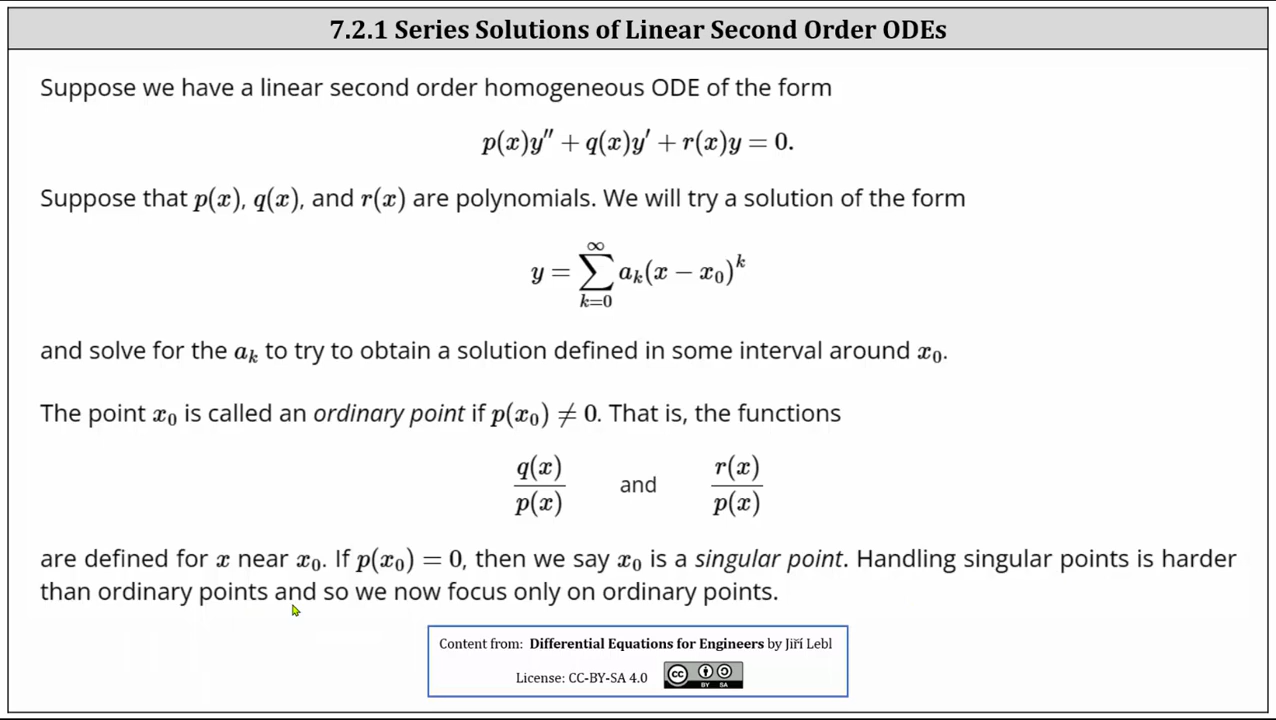 7.2.1 Series Solutions of Linear Second Order ODEs
Suppose we have a linear second order homogeneous ODE of the form
p(x)y″ + q(x)y′ + r(x)y = 0.
Suppose that p(x), q(x), and r(x) are polynomials. We will try a solution of the form
y = ∑_{k=0}^{∞} a_k(x − x_0)^k
and solve for the a_k to try to obtain a solution defined in some interval around x_0.
The point x_0 is called an ordinary point if p(x_0) ≠ 0. That is, the functions
q(x)/p(x) and r(x)/p(x)
are defined for x near x_0. If p(x_0) = 0, then we say x_0 is a singular point. Handling singular points is harder
than ordinary points and so we now focus only on ordinary points.
Content from: Differential Equations for Engineers by Jiří Lebl
License: CC-BY-SA 4.0
cc BY SA